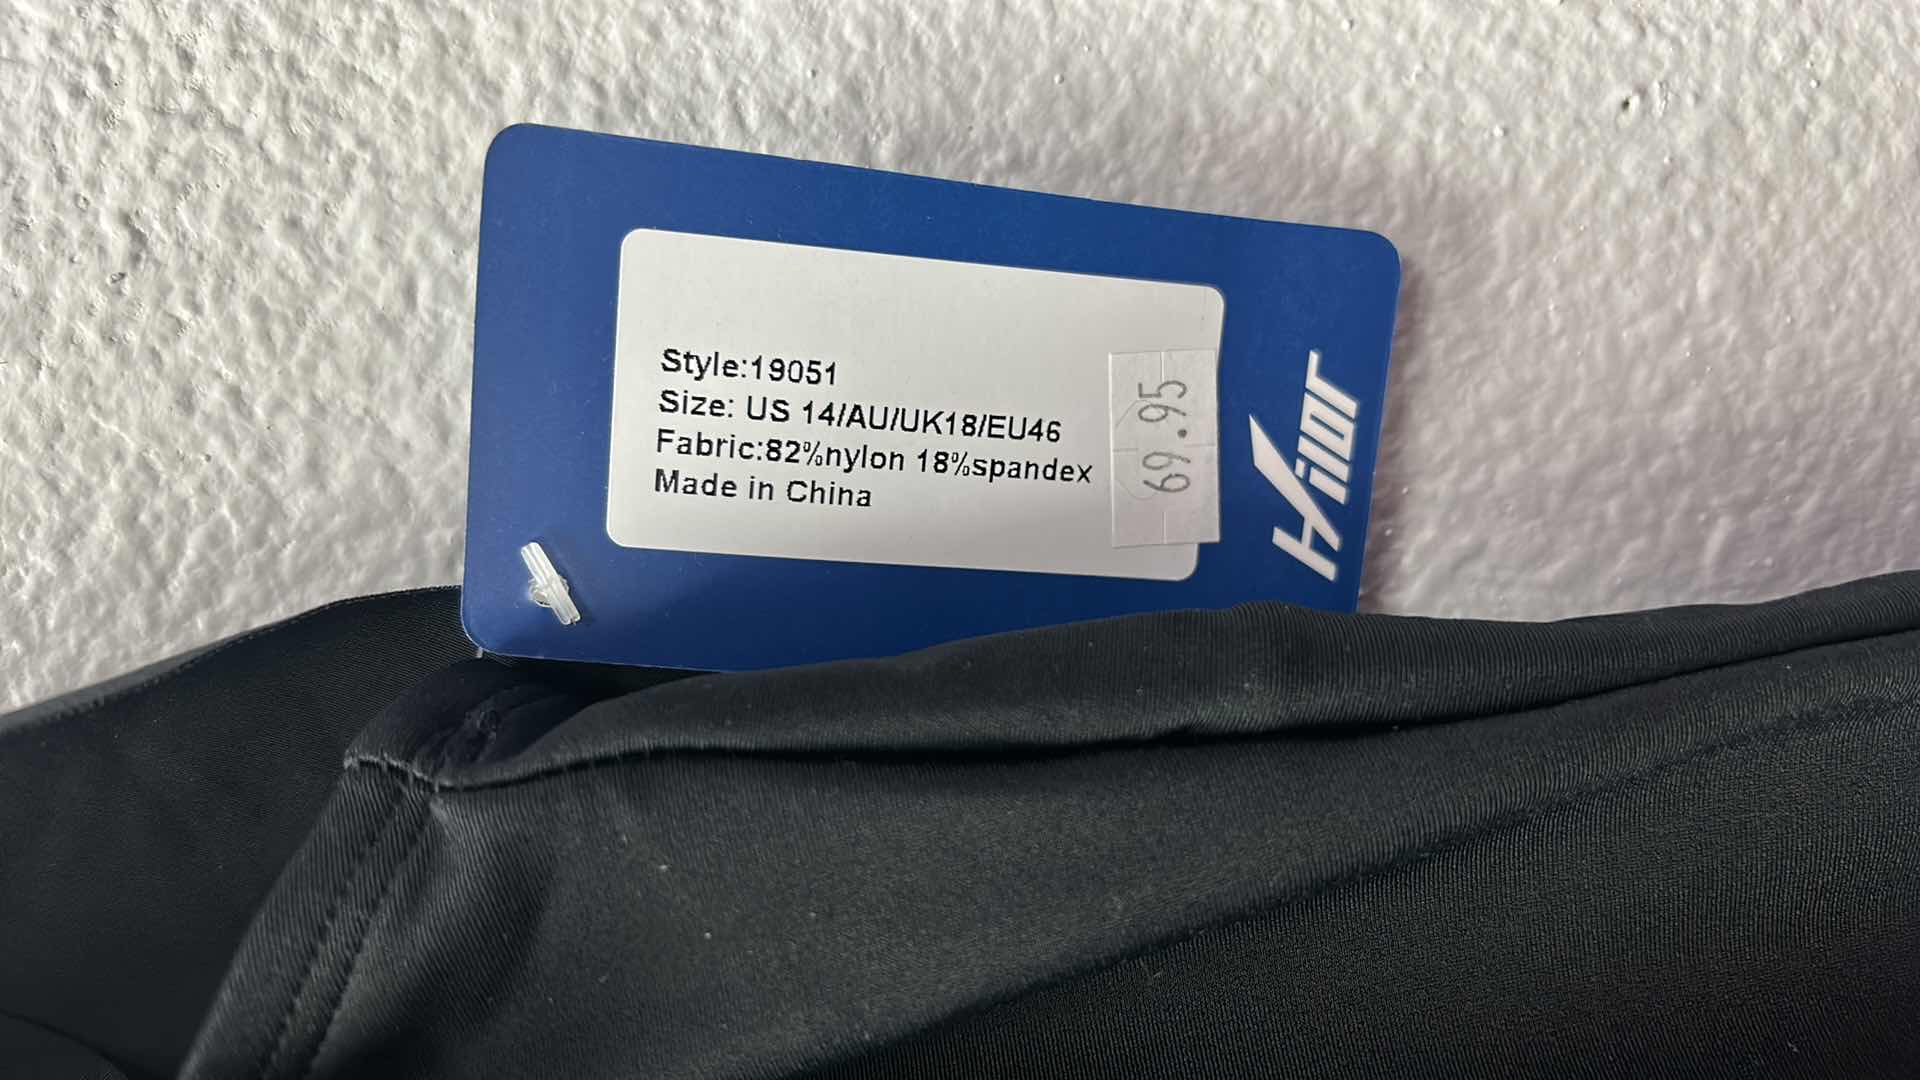 Style:19051
Size: US 14/AU/UK18/EU46
Fabric:82%nylon 18%spandex
Made in China
69.95
Hilor